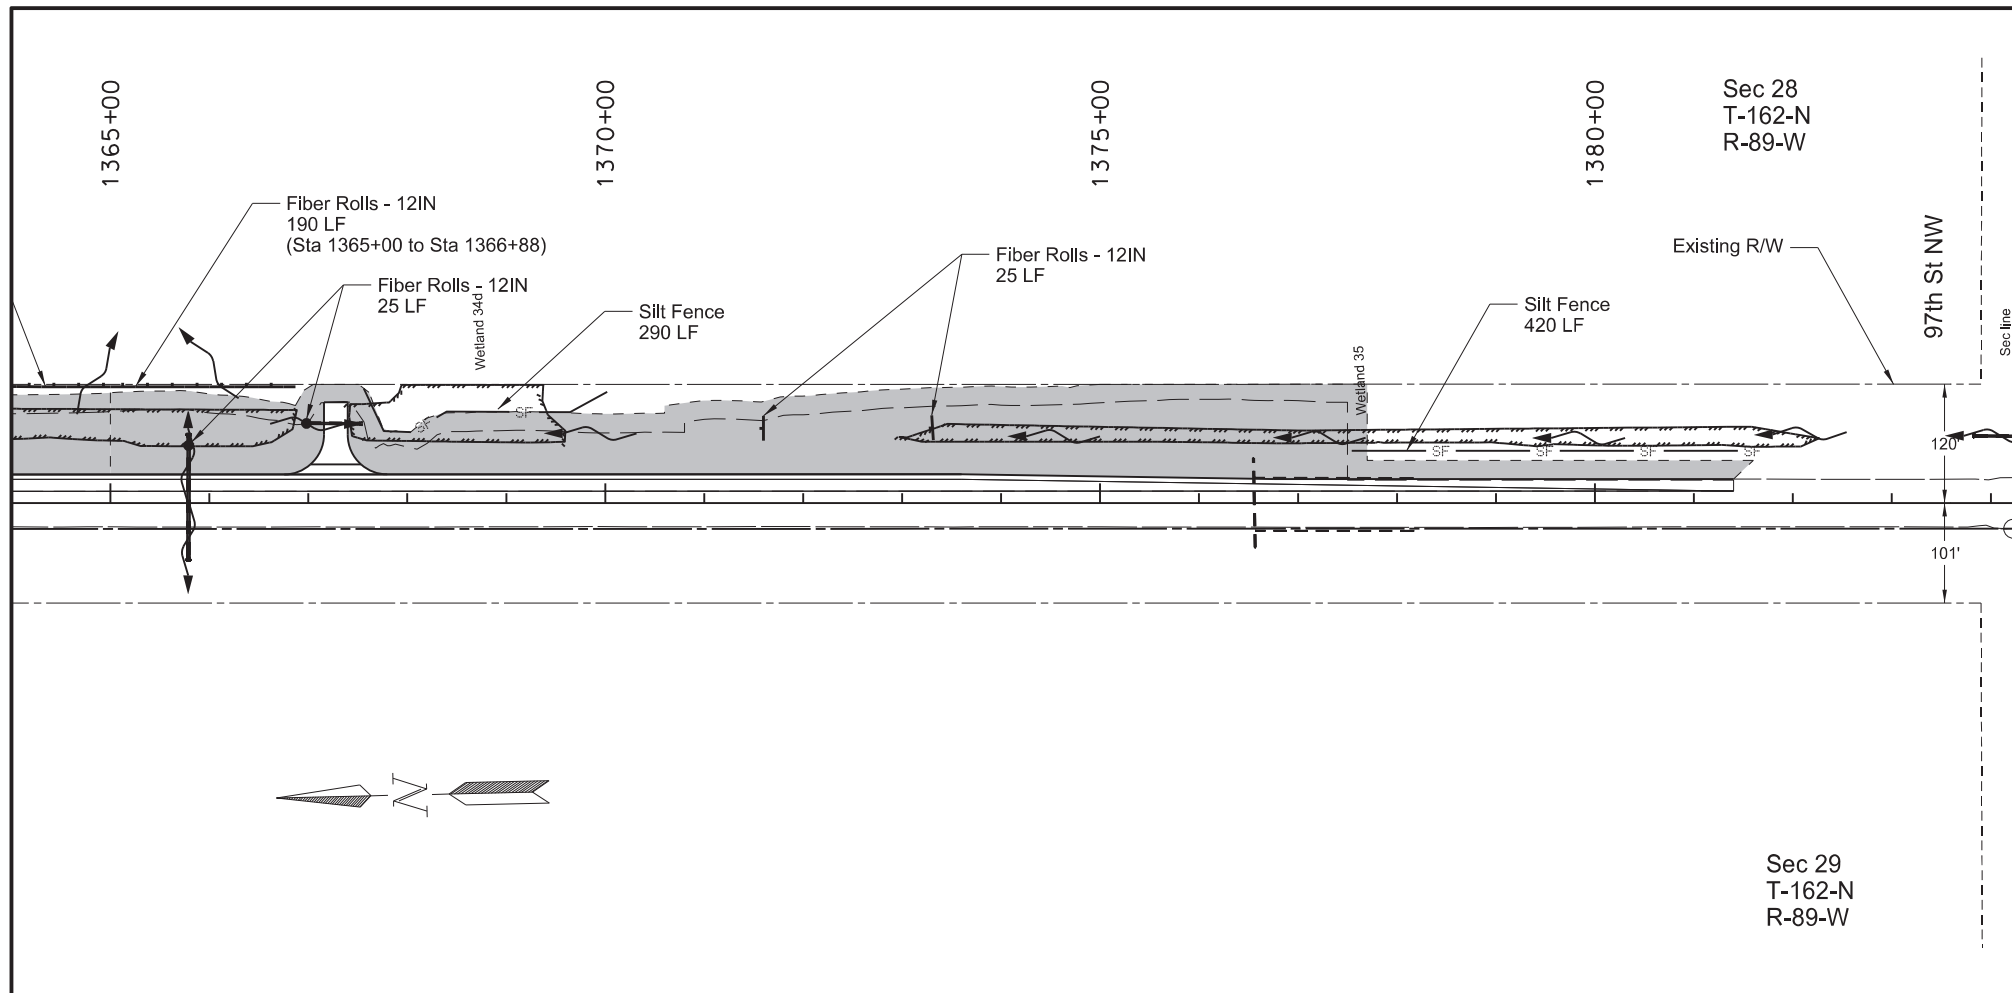 1365+00
1370+00
1375+00
1380+00
Sec 28
T-162-N
R-89-W
Fiber Rolls - 12IN
190 LF
(Sta 1365+00 to Sta 1366+88)
Fiber Rolls - 12IN
25 LF
Wetland 34d
Silt Fence
290 LF
Fiber Rolls - 12IN
25 LF
Silt Fence
420 LF
Wetland 35
Existing R/W
97th St NW
Sec line
SF
SF
SF
SF
SF
SF
120'
101'
N
Sec 29
T-162-N
R-89-W